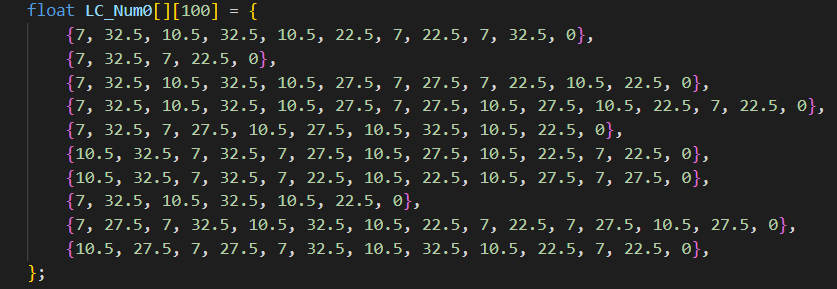 float LC_Num0[][100] = {
{7, 32.5, 10.5, 32.5, 10.5, 22.5, 7, 22.5, 7, 32.5, 0},
{7, 32.5, 7, 22.5, 0},
{7, 32.5, 10.5, 32.5, 10.5, 27.5, 7, 27.5, 7, 22.5, 10.5, 22.5, 0},
{7, 32.5, 10.5, 32.5, 10.5, 27.5, 7, 27.5, 10.5, 27.5, 10.5, 22.5, 7, 22.5, 0},
{7, 32.5, 7, 27.5, 10.5, 27.5, 10.5, 32.5, 10.5, 22.5, 0},
{10.5, 32.5, 7, 32.5, 7, 27.5, 10.5, 27.5, 10.5, 22.5, 7, 22.5, 0},
{10.5, 32.5, 7, 32.5, 7, 22.5, 10.5, 22.5, 10.5, 27.5, 7, 27.5, 0},
{7, 32.5, 10.5, 32.5, 10.5, 22.5, 0},
{7, 27.5, 7, 32.5, 10.5, 32.5, 10.5, 22.5, 7, 22.5, 7, 27.5, 10.5, 27.5, 0},
{10.5, 27.5, 7, 27.5, 7, 32.5, 10.5, 32.5, 10.5, 22.5, 7, 22.5, 0},
};